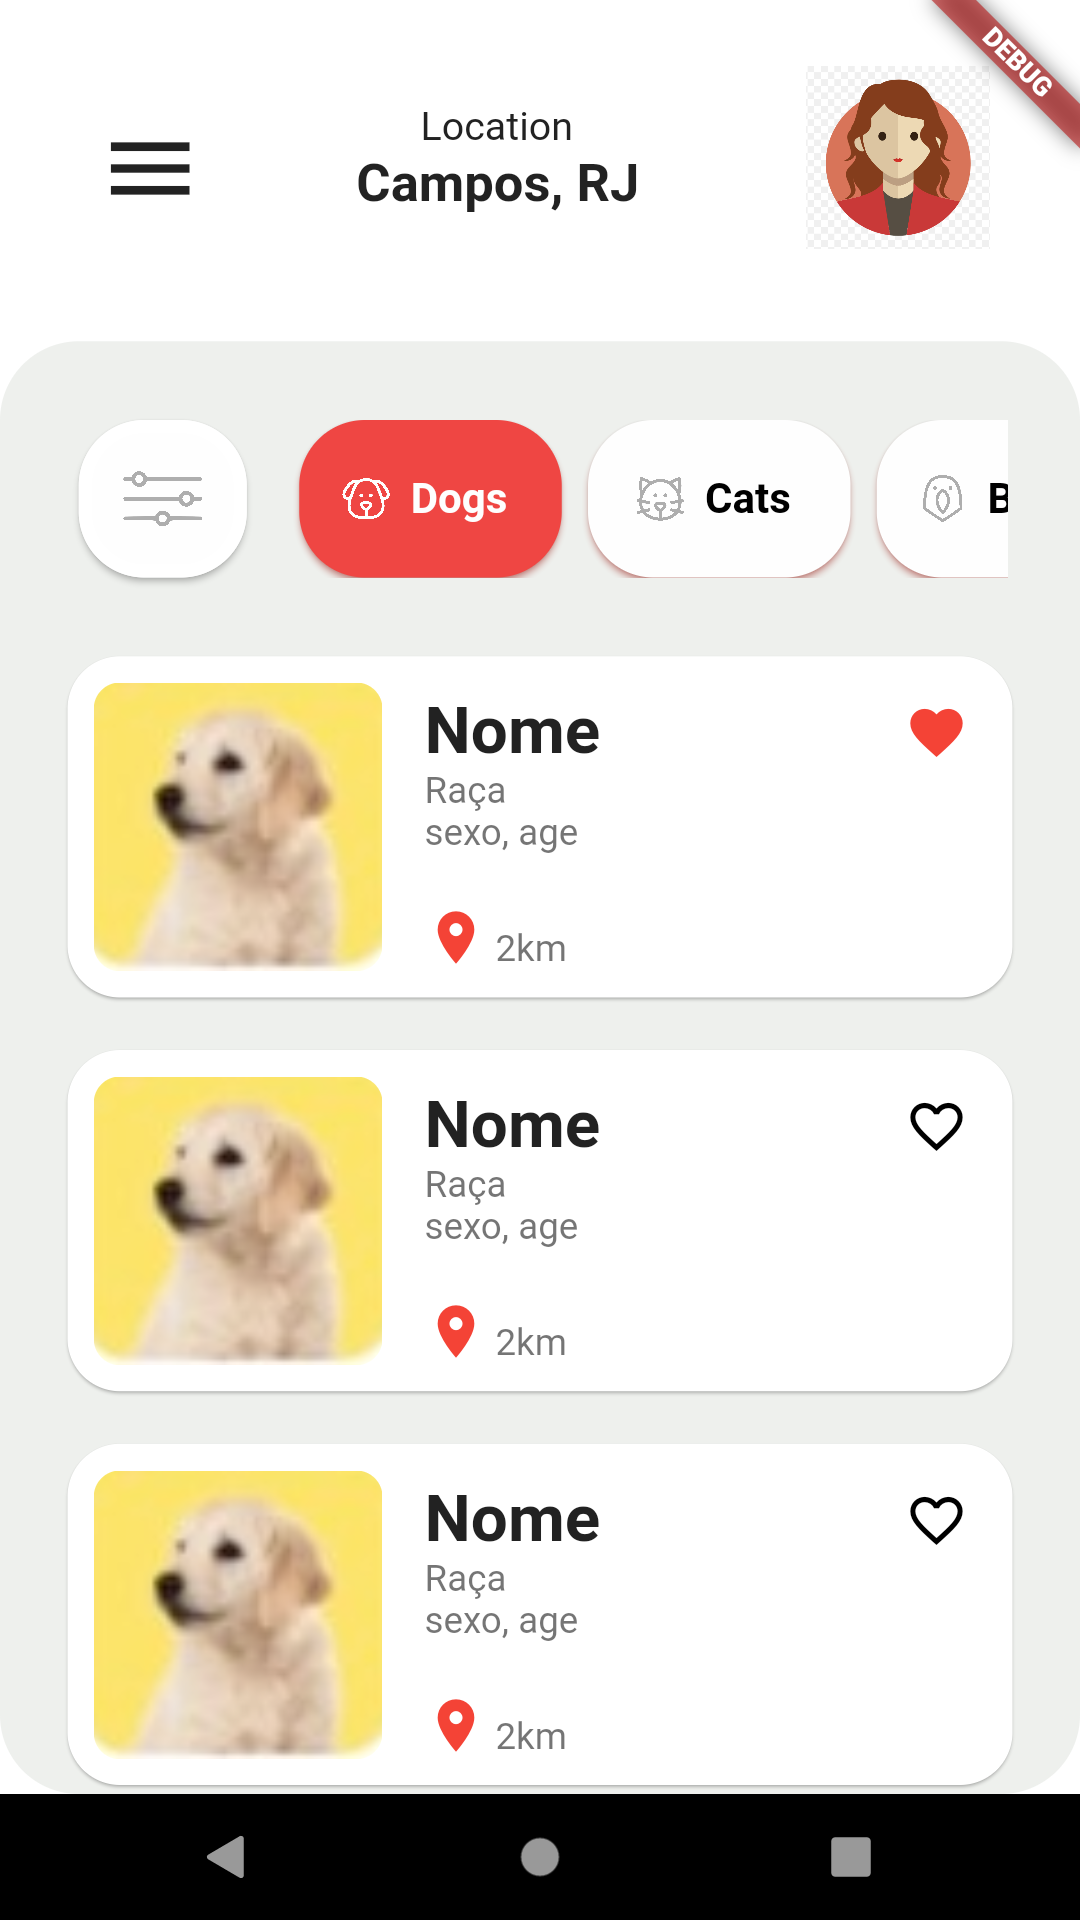 DEBUG
Location
Campos, RJ
Dogs
Cats
B
Nome
Raça
sexo, age
2km
Nome
Raça
sexo, age
2km
Nome
Raça
sexo, age
2km